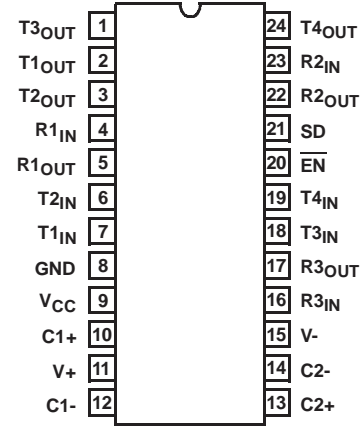 T3OUT 1 24 T4OUT
T1OUT 2 23 R2IN
T2OUT 3 22 R2OUT
R1IN 4 21 SD
R1OUT 5 20 E̅N̅
T2IN 6 19 T4IN
T1IN 7 18 T3IN
GND 8 17 R3OUT
VCC 9 16 R3IN
C1+ 10 15 V-
V+ 11 14 C2-
C1- 12 13 C2+